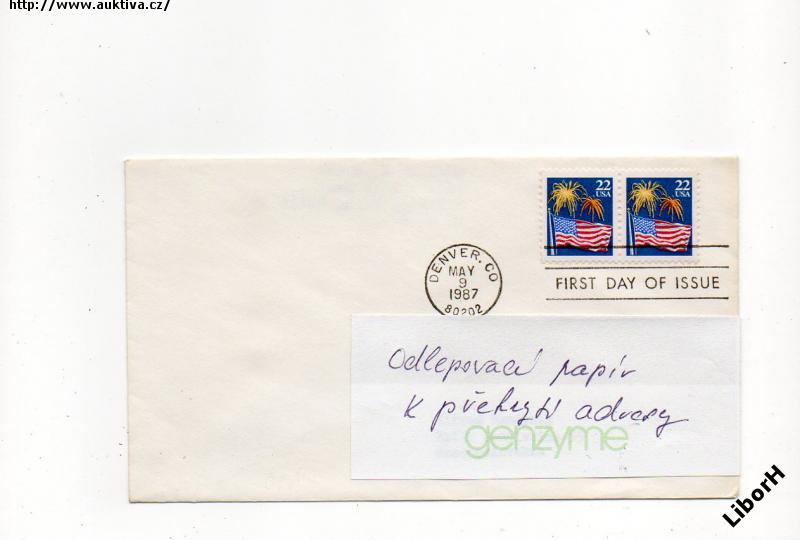 http://www.auktiva.cz/
22
USA
22
USA
DENVER, CO
MAY
9
1987
80202
FIRST DAY OF ISSUE
Odlepovací papír
k překrytí adresy
genzyme
LiborH